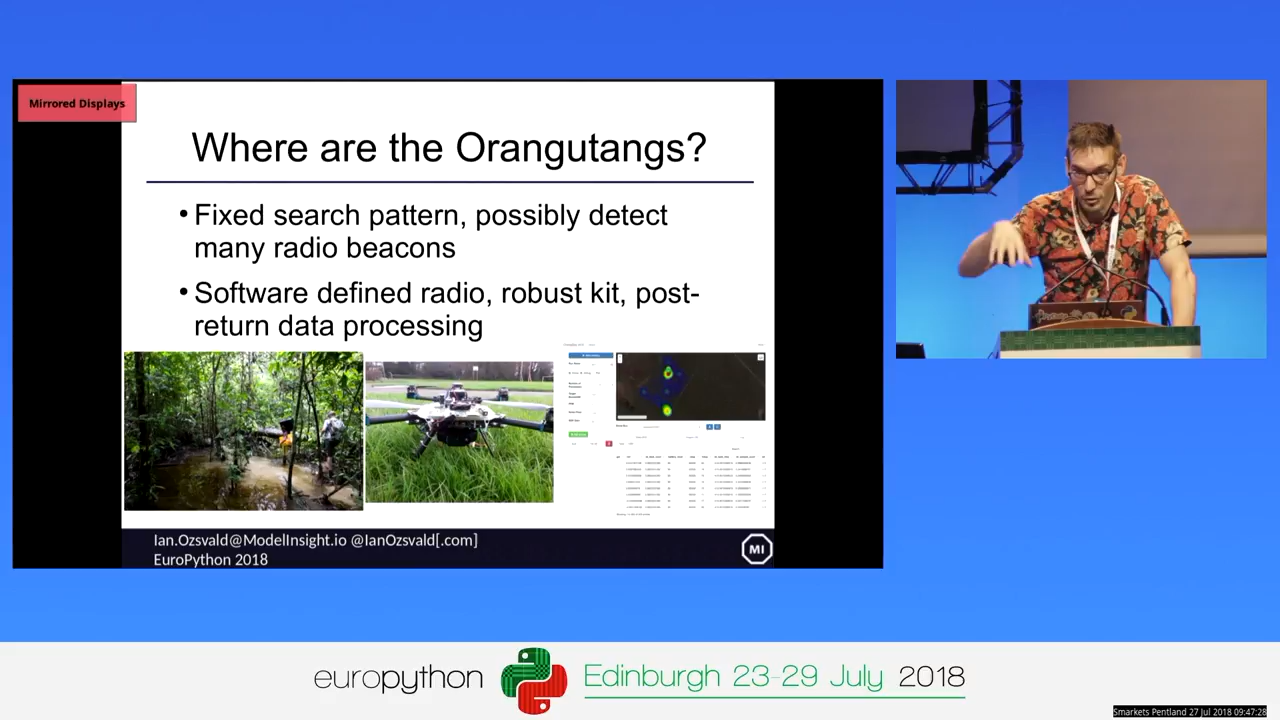 Mirrored Displays
Where are the Orangutangs?
• Fixed search pattern, possibly detect
many radio beacons
• Software defined radio, robust kit, post-
return data processing
Ian.Ozsvald@ModelInsight.io @IanOzsvald[.com]
EuroPython 2018
MI
europython
Edinburgh 23-29 July 2018
Smarkets Pentland 27 Jul 2018 09:47:28